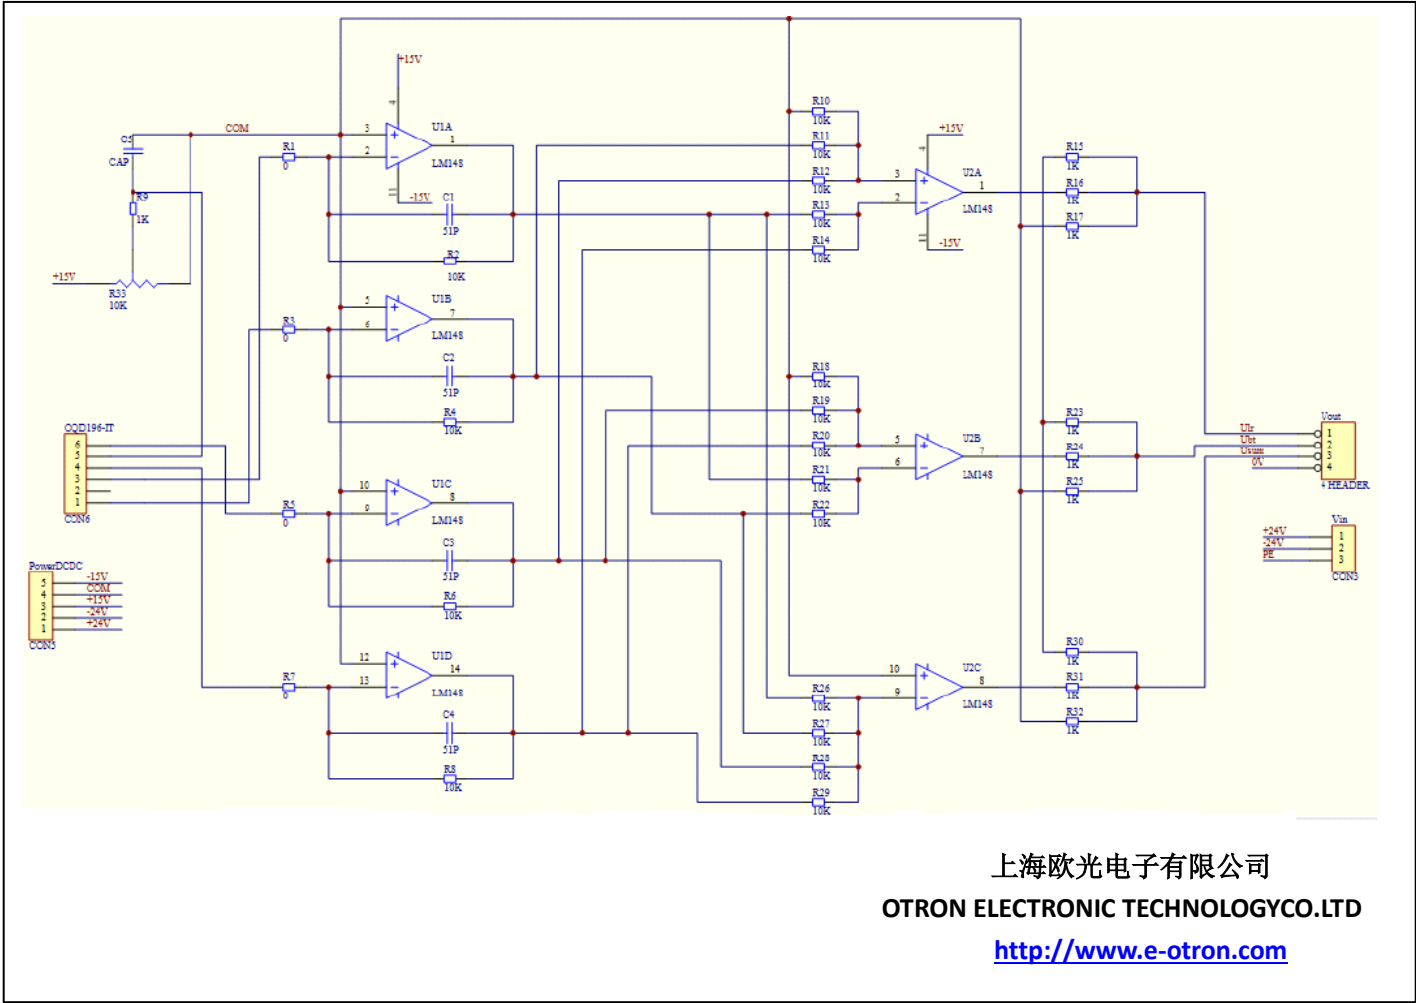 +15V
4
U1A
3
1
2
LM148
11
-15V
COM
C5
CAP
R9
1K
+15V
R33
10K
R1
0
C1
51P
R2
10K
U1B
5
7
6
LM148
R3
0
C2
51P
R4
10K
U1C
10
8
9
LM148
R5
0
C3
51P
R6
10K
U1D
12
14
13
LM148
R7
0
C4
51P
R8
10K
OQD196-IT
6
5
4
3
2
1
CON6
PowerDCDC
5 -15V
4 COM
3 +15V
2 -24V
1 +24V
CON5
R10
10K
R11
10K
R12
10K
R13
10K
R14
10K
+15V
4
U2A
3
1
2
LM148
11
-15V
R15
1K
R16
1K
R17
1K
R18
10K
R19
10K
R20
10K
R21
10K
R22
10K
U2B
5
7
6
LM148
R23
1K
R24
1K
R25
1K
R26
10K
R27
10K
R28
10K
R29
10K
U2C
10
8
9
LM148
R30
1K
R31
1K
R32
1K
Vout
Ulr 1
Ubt 2
Usum 3
0V 4
4 HEADER
Vin
+24V 1
-24V 2
PE 3
CON3
上海欧光电子有限公司
OTRON ELECTRONIC TECHNOLOGYCO.LTD
http://www.e-otron.com